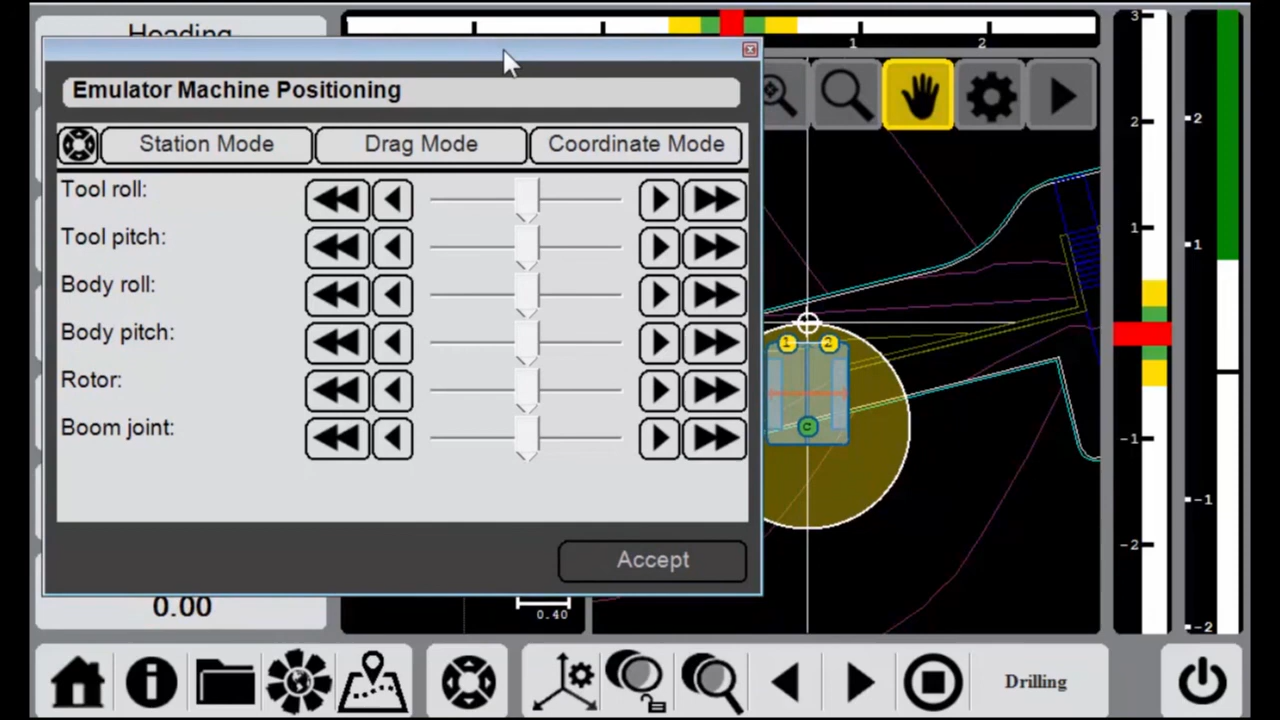 Heading
Emulator Machine Positioning
Station Mode
Drag Mode
Coordinate Mode
Tool roll:
Tool pitch:
Body roll:
Body pitch:
Rotor:
Boom joint:
Accept
0.00
0.40
1
2
3
2
1
-1
-2
2
1
-1
-2
1
2
C
Drilling